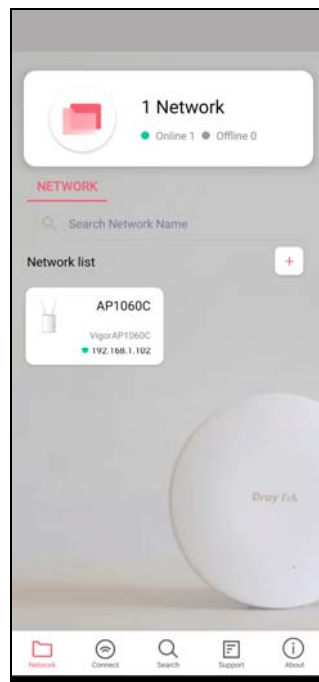 1 Network
Online 1 Offline 0
NETWORK
Search Network Name
Network list
+
AP1060C
VigorAP1060C
192.168.1.102
DrayTek
Network Connect Search Support About